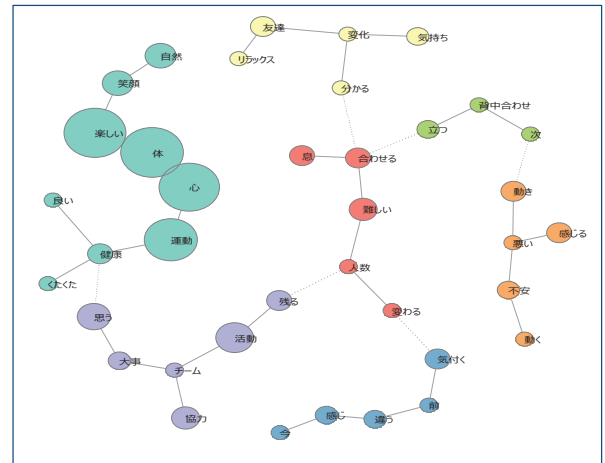 友達
変化
気持ち
自然
リラックス
笑顔
分かる
背中合わせ
楽しい
立つ
次
体
息
合わせる
心
動き
良い
難しい
感じる
運動
悪い
健康
人数
くたくた
不安
残る
変わる
思う
活動
動く
大事
チーム
気付く
前
協力
感じ
違う
今